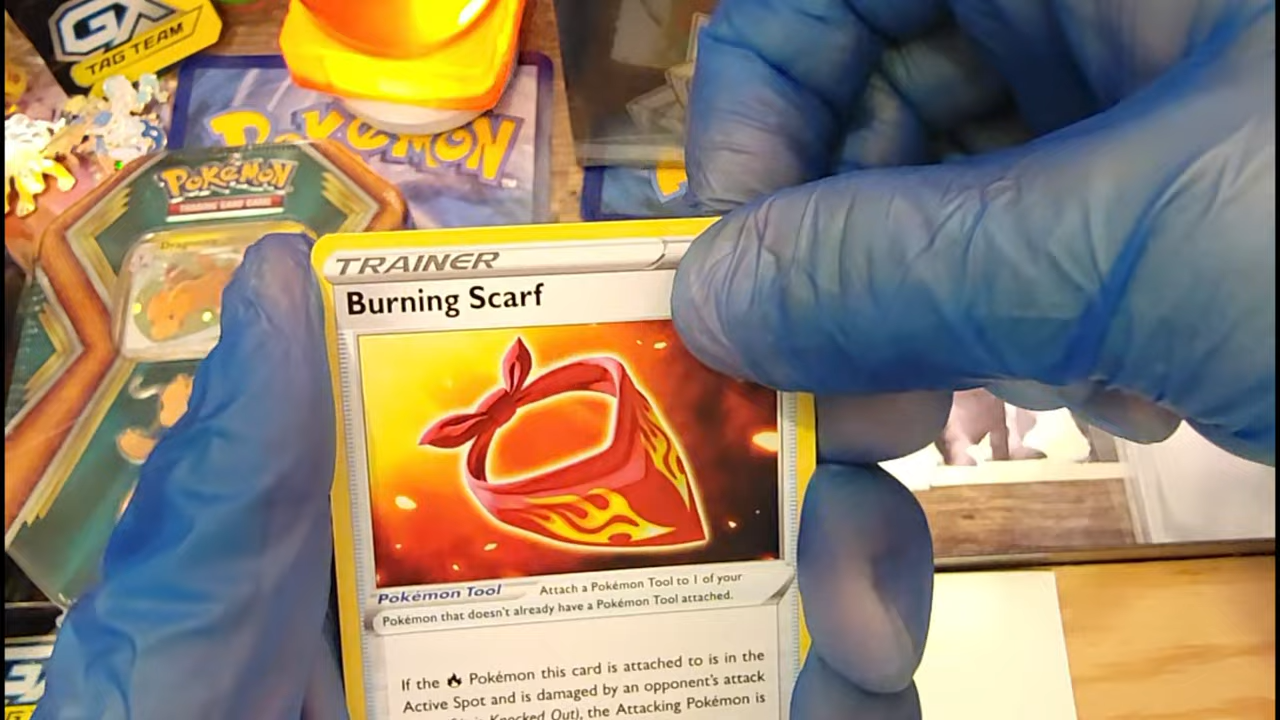 GX
TAG TEAM
POKÉMON
POKÉMON
TRADING CARD GAME
TRAINER
Burning Scarf
Pokémon Tool
Attach a Pokémon Tool to 1 of your
Pokémon that doesn't already have a Pokémon Tool attached.
If the Pokémon this card is attached to is in the
Active Spot and is damaged by an opponent's attack
is Knocked Out), the Attacking Pokémon is